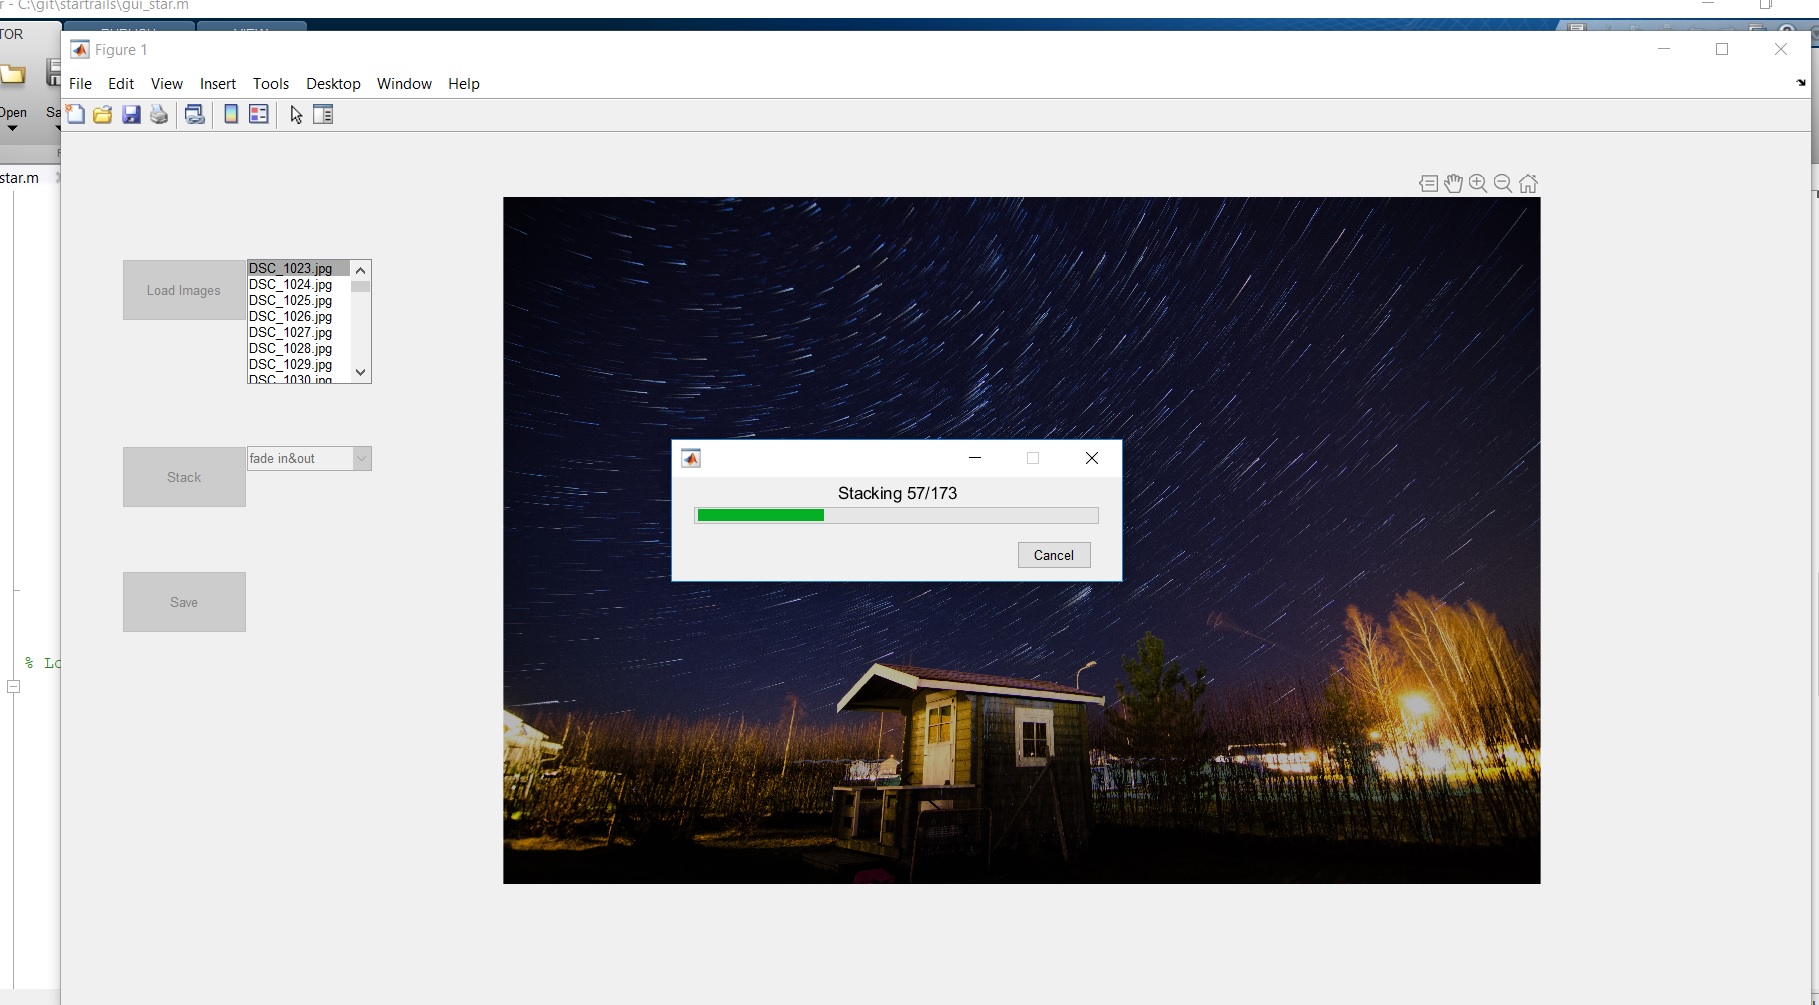 r - C:\git\startrails\gui_star.m
TOR
PUBLISH
VIEW
Figure 1
File Edit View Insert Tools Desktop Window Help
Open
Sa
star.m
Load Images
DSC_1023.jpg
DSC_1024.jpg
DSC_1025.jpg
DSC_1026.jpg
DSC_1027.jpg
DSC_1028.jpg
DSC_1029.jpg
DSC_1030.jpg
Stack
fade in&out
Stacking 57/173
Cancel
Save
% Lo